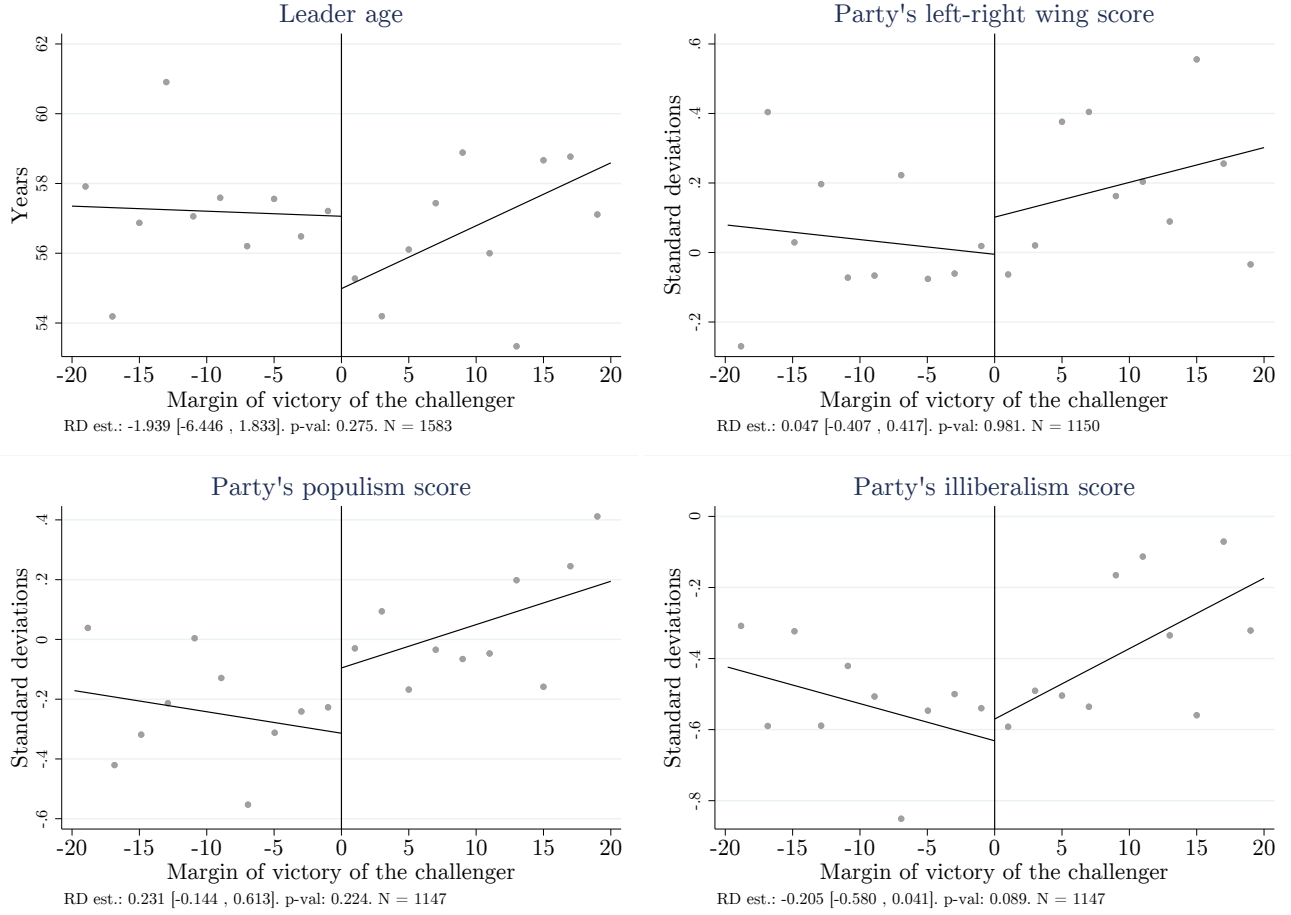 Leader age
Years
62
60
58
56
54
-20 -15 -10 -5 0 5 10 15 20
Margin of victory of the challenger
RD est.: -1.939 [-6.446 , 1.833]. p-val: 0.275. N = 1583
Party's left-right wing score
Standard deviations
.6
.4
.2
0
-.2
-20 -15 -10 -5 0 5 10 15 20
Margin of victory of the challenger
RD est.: 0.047 [-0.407 , 0.417]. p-val: 0.981. N = 1150
Party's populism score
Standard deviations
.4
.2
0
-.2
-.4
-.6
-20 -15 -10 -5 0 5 10 15 20
Margin of victory of the challenger
RD est.: 0.231 [-0.144 , 0.613]. p-val: 0.224. N = 1147
Party's illiberalism score
Standard deviations
0
-.2
-.4
-.6
-.8
-20 -15 -10 -5 0 5 10 15 20
Margin of victory of the challenger
RD est.: -0.205 [-0.580 , 0.041]. p-val: 0.089. N = 1147